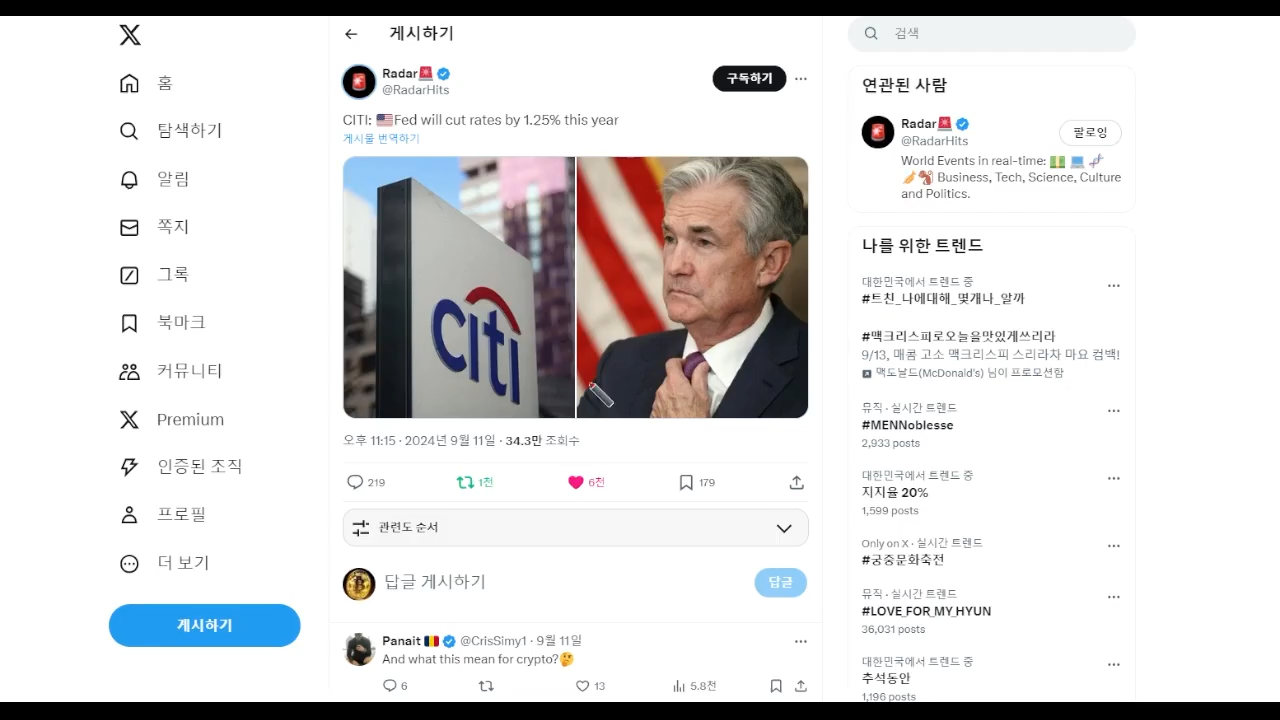 홈
탐색하기
알림
쪽지
그록
북마크
커뮤니티
Premium
인증된 조직
프로필
더 보기
게시하기
게시하기
Radar
@RadarHits
구독하기
CITI: Fed will cut rates by 1.25% this year
게시물 번역하기
citi
오후 11:15 · 2024년 9월 11일 · 34.3만 조회수
219
1천
6천
179
관련도 순서
답글 게시하기
답글
Panait @CrisSimy1 · 9월 11일
And what this mean for crypto?
6
13
5.8천
검색
연관된 사람
Radar
@RadarHits
팔로잉
World Events in real-time:
Business, Tech, Science, Culture
and Politics.
나를 위한 트렌드
대한민국에서 트렌드 중
#트친_나에대해_몇개나_알까
#맥크리스피로오늘을맛있게쓰리라
9/13, 매콤 고소 맥크리스피 스리라차 마요 컴백!
맥도날드(McDonald's) 님이 프로모션함
뮤직 · 실시간 트렌드
#MENNoblesse
2,933 posts
대한민국에서 트렌드 중
지지율 20%
1,599 posts
Only on X · 실시간 트렌드
#궁중문화축전
뮤직 · 실시간 트렌드
#LOVE_FOR_MY_HYUN
36,031 posts
대한민국에서 트렌드 중
추석동안
1,196 posts